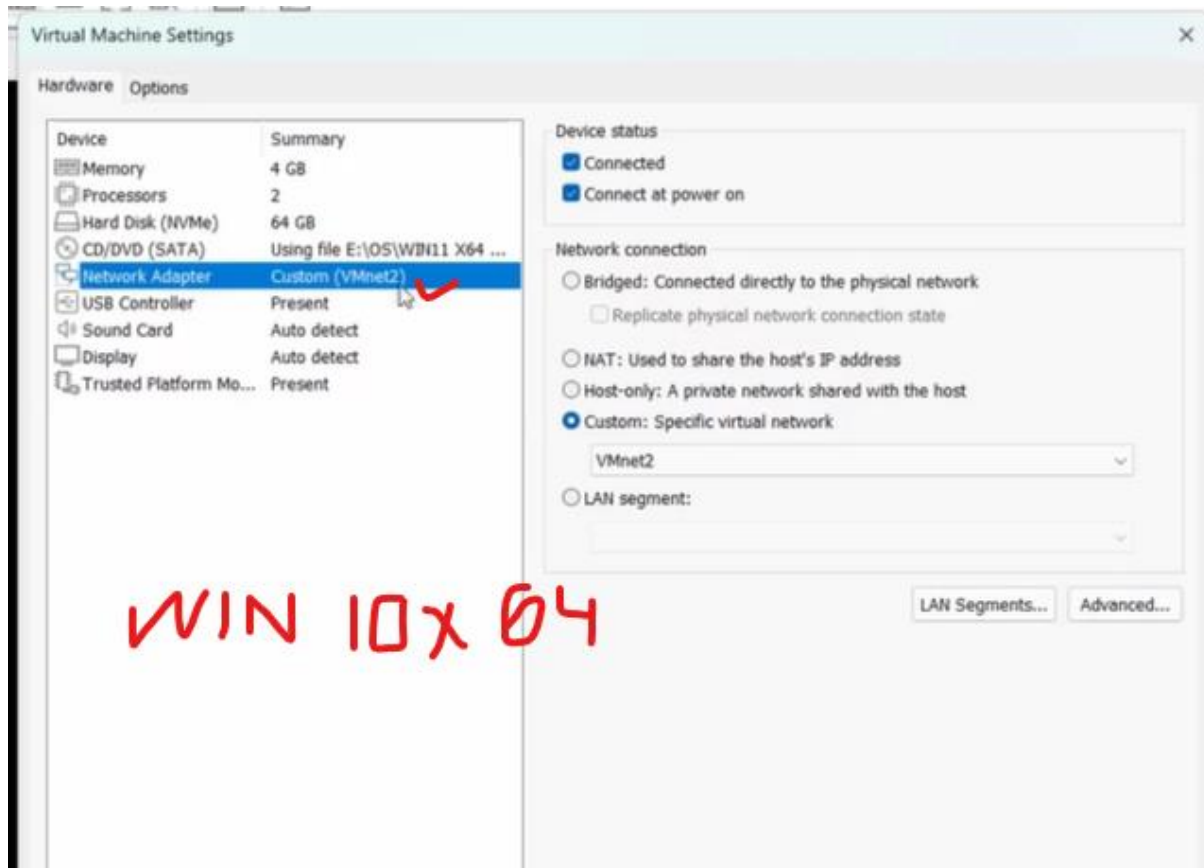 Virtual Machine Settings
Hardware Options
Device Summary
Memory 4 GB
Processors 2
Hard Disk (NVMe) 64 GB
CD/DVD (SATA) Using file E:\OS\WIN11 X64 ...
Network Adapter Custom (VMnet2)
USB Controller Present
Sound Card Auto detect
Display Auto detect
Trusted Platform Mo... Present
Device status
Connected
Connect at power on
Network connection
Bridged: Connected directly to the physical network
Replicate physical network connection state
NAT: Used to share the host's IP address
Host-only: A private network shared with the host
Custom: Specific virtual network
VMnet2
LAN segment:
LAN Segments... Advanced...
WIN 10X 64